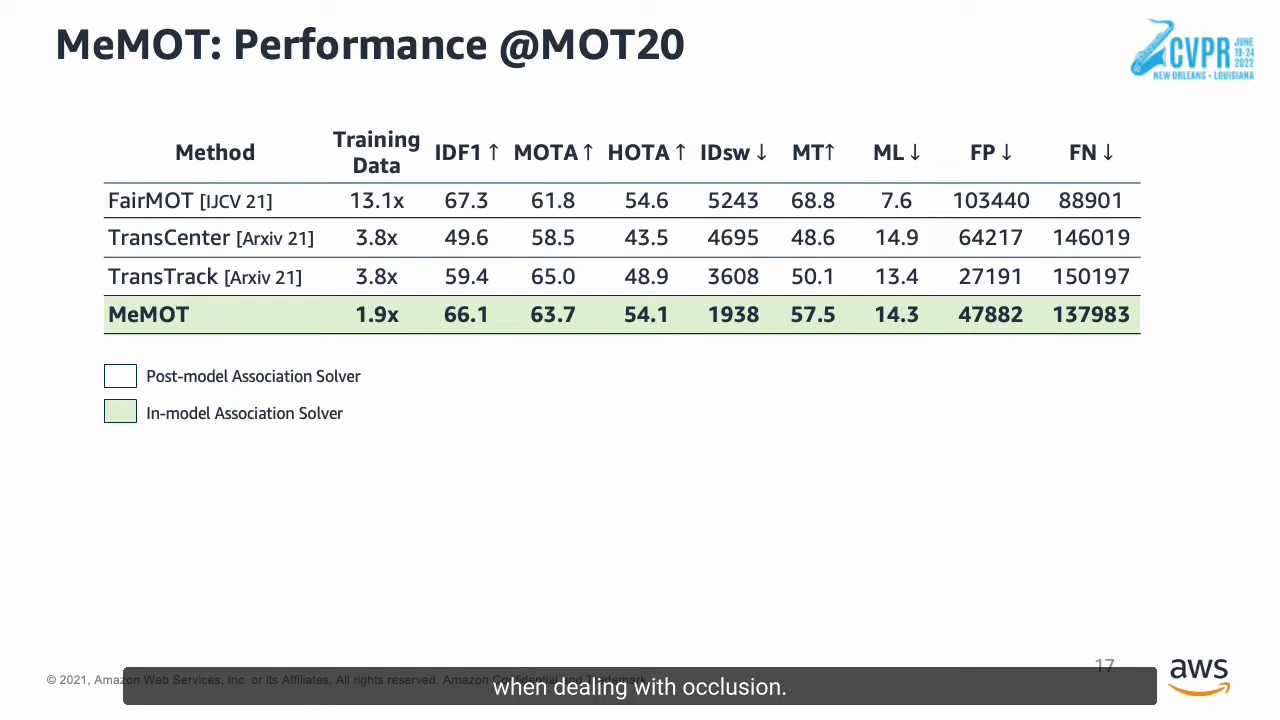 MeMOT: Performance @MOT20
CVPR JUNE 19-24 2022
NEW ORLEANS • LOUISIANA
Method Training Data IDF1 ↑ MOTA ↑ HOTA ↑ IDsw ↓ MT↑ ML ↓ FP ↓ FN ↓
FairMOT [IJCV 21] 13.1x 67.3 61.8 54.6 5243 68.8 7.6 103440 88901
TransCenter [Arxiv 21] 3.8x 49.6 58.5 43.5 4695 48.6 14.9 64217 146019
TransTrack [Arxiv 21] 3.8x 59.4 65.0 48.9 3608 50.1 13.4 27191 150197
MeMOT 1.9x 66.1 63.7 54.1 1938 57.5 14.3 47882 137983
Post-model Association Solver
In-model Association Solver
17
© 2021, Amazon Web Services, Inc. or its Affiliates. All rights reserved. Amazon Confidential and Trademark.
aws
when dealing with occlusion.